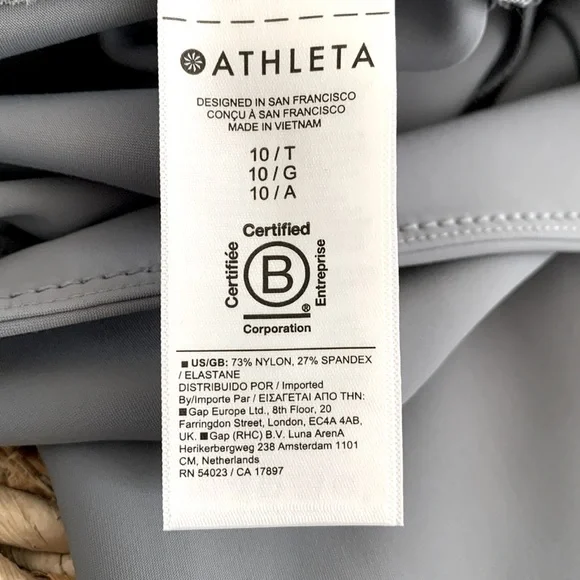 ATHLETA
DESIGNED IN SAN FRANCISCO
CONÇU À SAN FRANCISCO
MADE IN VIETNAM
10 / T
10 / G
10 / A
Certified
Certifiée
B
Entreprise
®
Corporation
■ US/GB: 73% NYLON, 27% SPANDEX
/ ELASTANE
DISTRIBUIDO POR / Imported
By/Importe Par / ΕΙΣΑΓΕΤΑΙ ΑΠΟ ΤΗΝ:
■ Gap Europe Ltd., 8th Floor, 20
Farringdon Street, London, EC4A 4AB,
UK. ■ Gap (RHC) B.V. Luna ArenA
Herikerbergweg 238 Amsterdam 1101
CM, Netherlands
RN 54023 / CA 17897